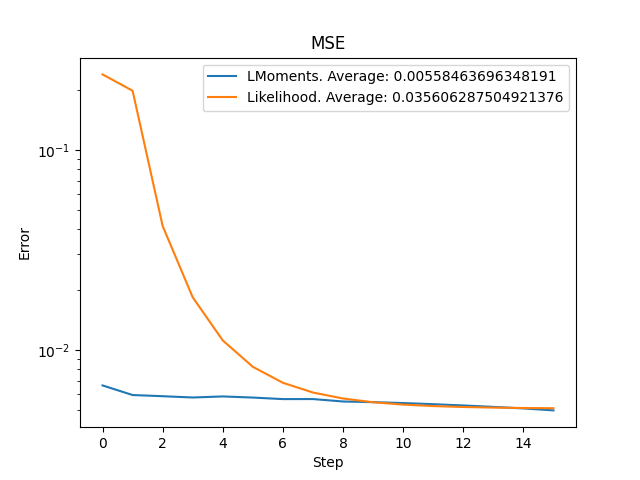 MSE
LMoments. Average: 0.00558463696348191
Likelihood. Average: 0.035606287504921376
10⁻¹
10⁻²
Error
0 2 4 6 8 10 12 14
Step